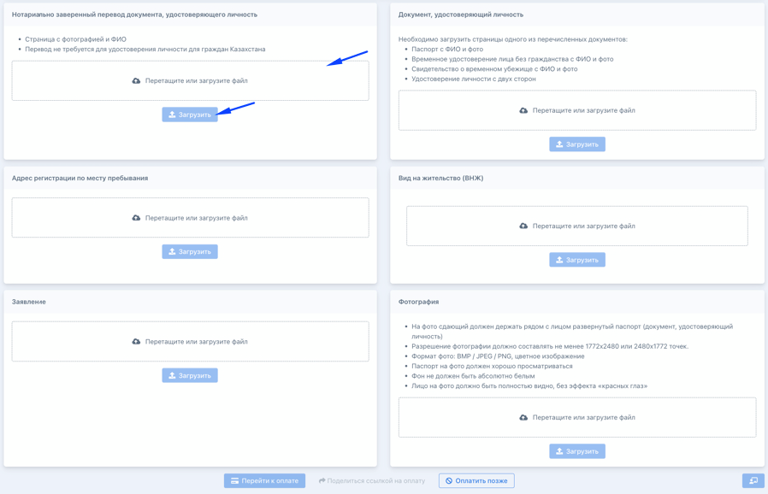 Нотариально заверенный перевод документа, удостоверяющего личность
Страница с фотографией и ФИО
Перевод не требуется для удостоверения личности для граждан Казахстана
Перетащите или загрузите файл
Загрузить
Документ, удостоверяющий личность
Необходимо загрузить страницы одного из перечисленных документов:
Паспорт с ФИО и фото
Временное удостоверение лица без гражданства с ФИО и фото
Свидетельство о временном убежище с ФИО и фото
Удостоверение личности с двух сторон
Перетащите или загрузите файл
Загрузить
Адрес регистрации по месту пребывания
Перетащите или загрузите файл
Загрузить
Вид на жительство (ВНЖ)
Перетащите или загрузите файл
Загрузить
Заявление
Перетащите или загрузите файл
Загрузить
Фотография
На фото сдающий должен держать рядом с лицом развернутый паспорт (документ, удостоверяющий
личность)
Разрешение фотографии должно составлять не менее 1772x2480 или 2480x1772 точек.
Формат фото: BMP / JPEG / PNG, цветное изображение
Паспорт на фото должен хорошо просматриваться
Фон не должен быть абсолютно белым
Лицо на фото должно быть полностью видно, без эффекта «красных глаз»
Перетащите или загрузите файл
Загрузить
Перейти к оплате
Поделиться ссылкой на оплату
Оплатить позже